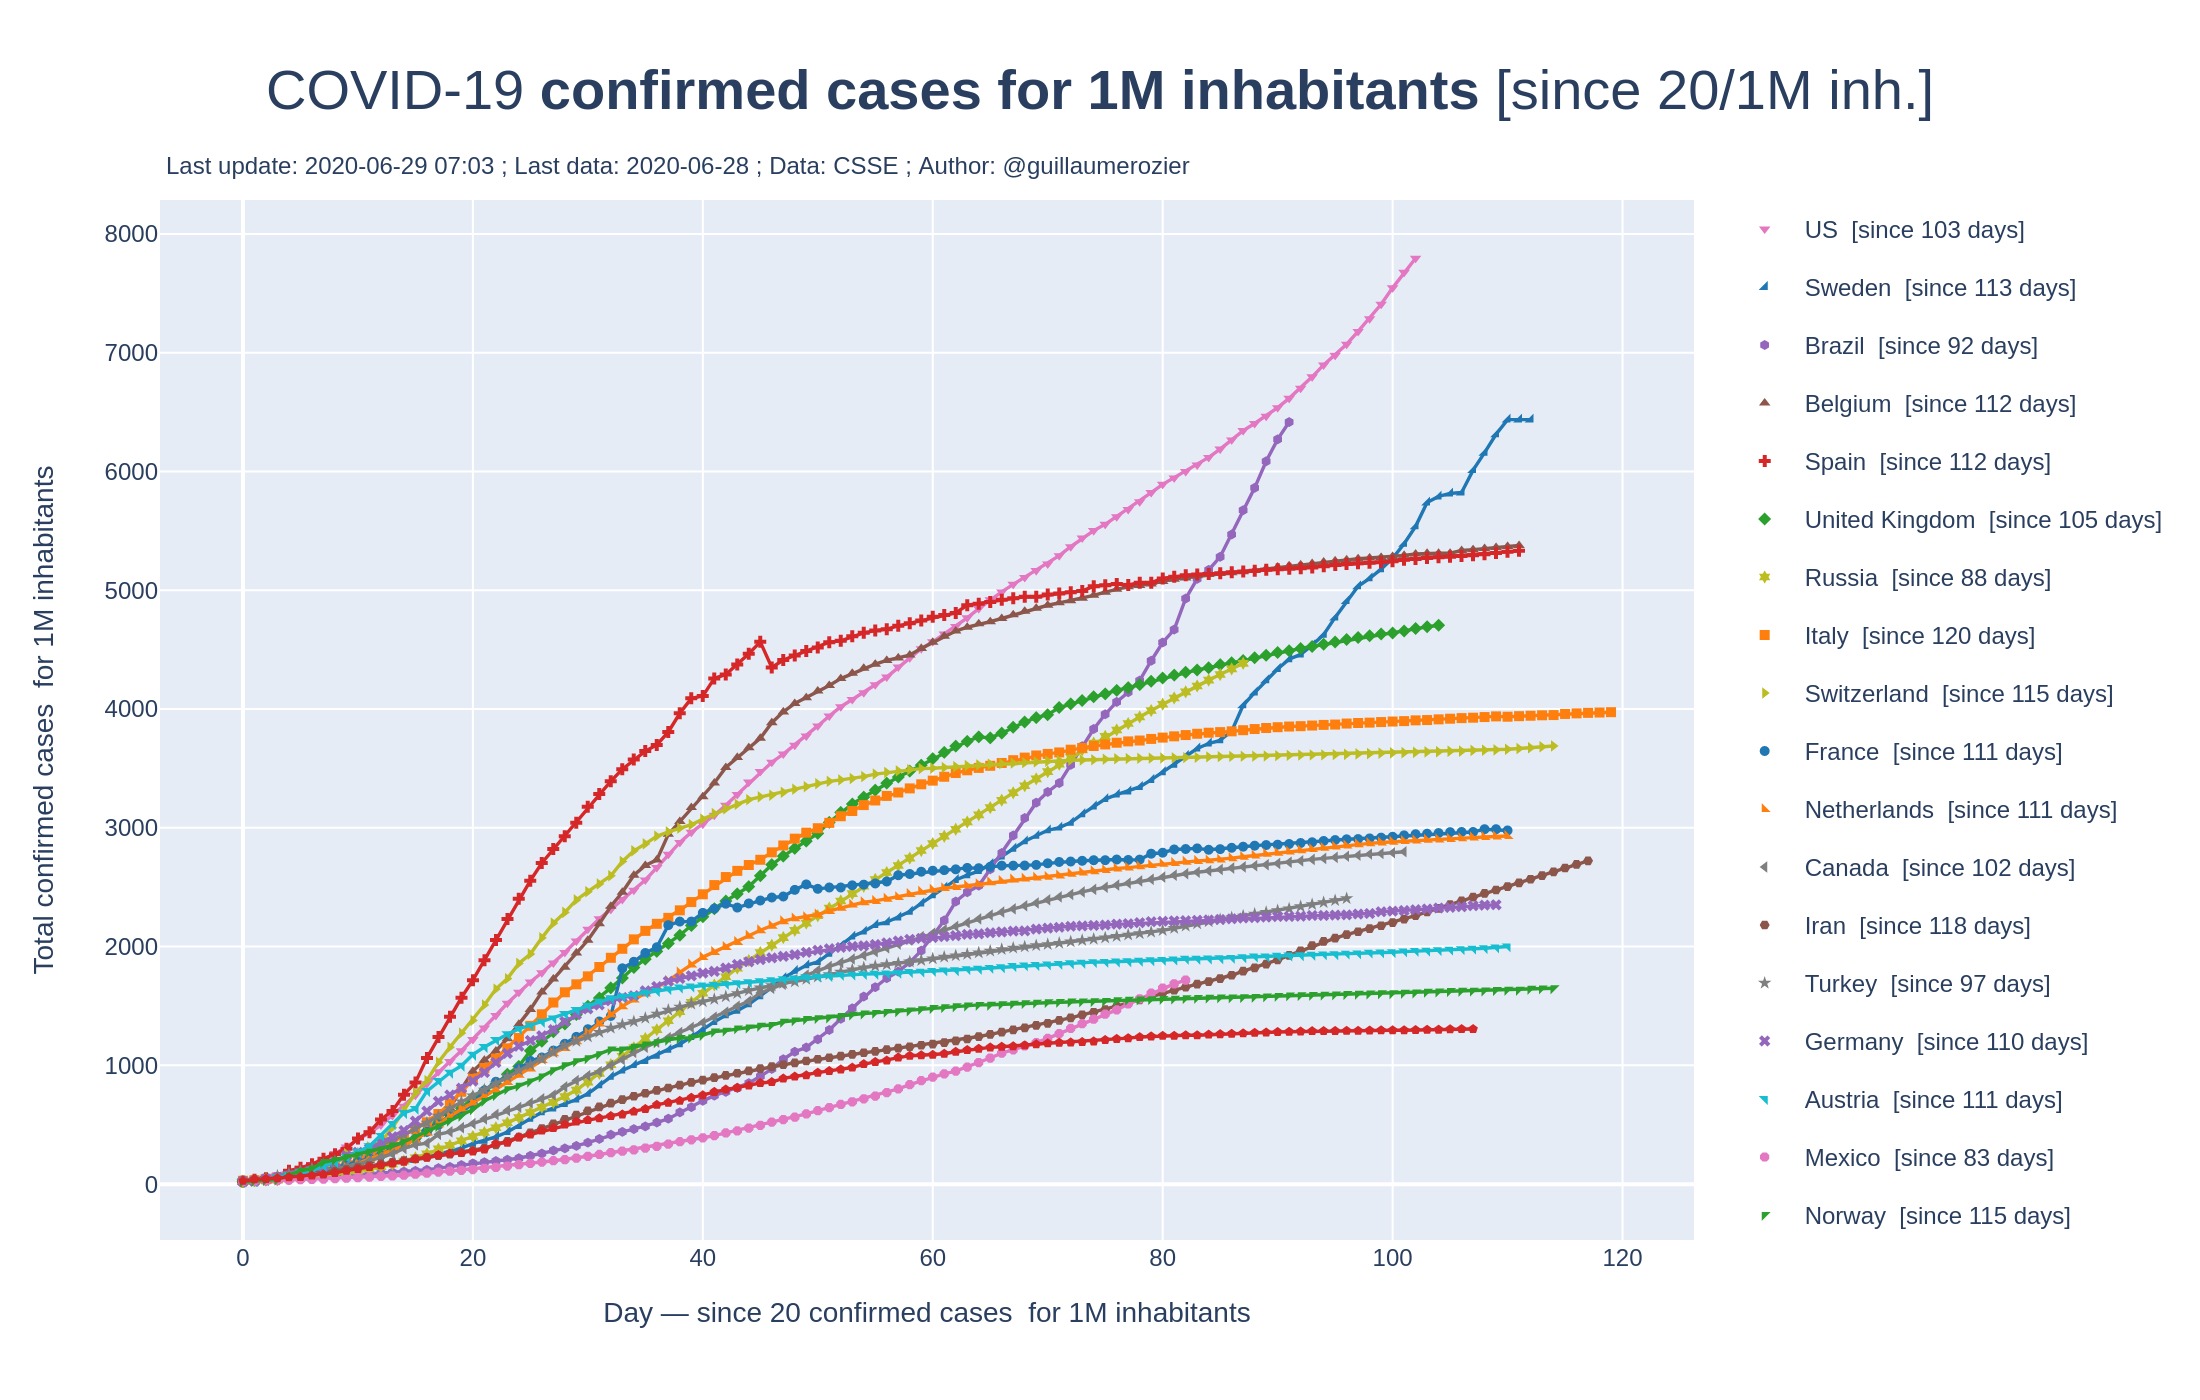 COVID-19 confirmed cases for 1M inhabitants [since 20/1M inh.]
Last update: 2020-06-29 07:03 ; Last data: 2020-06-28 ; Data: CSSE ; Author: @guillaumerozier
Total confirmed cases  for 1M inhabitants
8000
7000
6000
5000
4000
3000
2000
1000
0
0
20
40
60
80
100
120
Day — since 20 confirmed cases  for 1M inhabitants
US  [since 103 days]
Sweden  [since 113 days]
Brazil  [since 92 days]
Belgium  [since 112 days]
Spain  [since 112 days]
United Kingdom  [since 105 days]
Russia  [since 88 days]
Italy  [since 120 days]
Switzerland  [since 115 days]
France  [since 111 days]
Netherlands  [since 111 days]
Canada  [since 102 days]
Iran  [since 118 days]
Turkey  [since 97 days]
Germany  [since 110 days]
Austria  [since 111 days]
Mexico  [since 83 days]
Norway  [since 115 days]